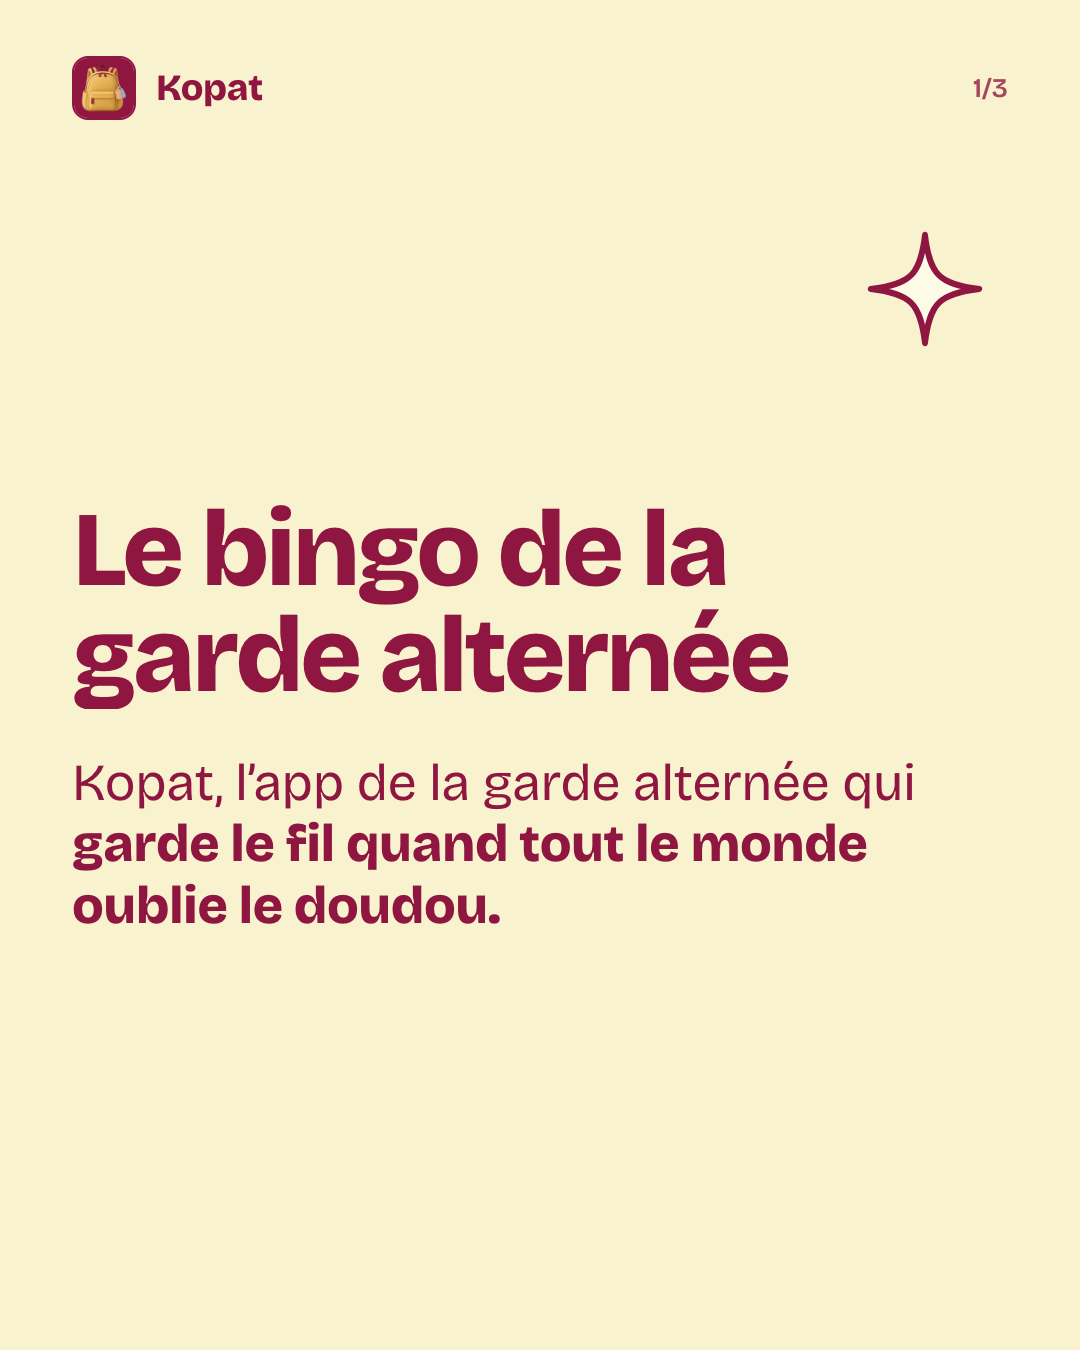 Kopat
1/3
Le bingo de la
garde alternée
Kopat, l’app de la garde alternée qui
garde le fil quand tout le monde
oublie le doudou.